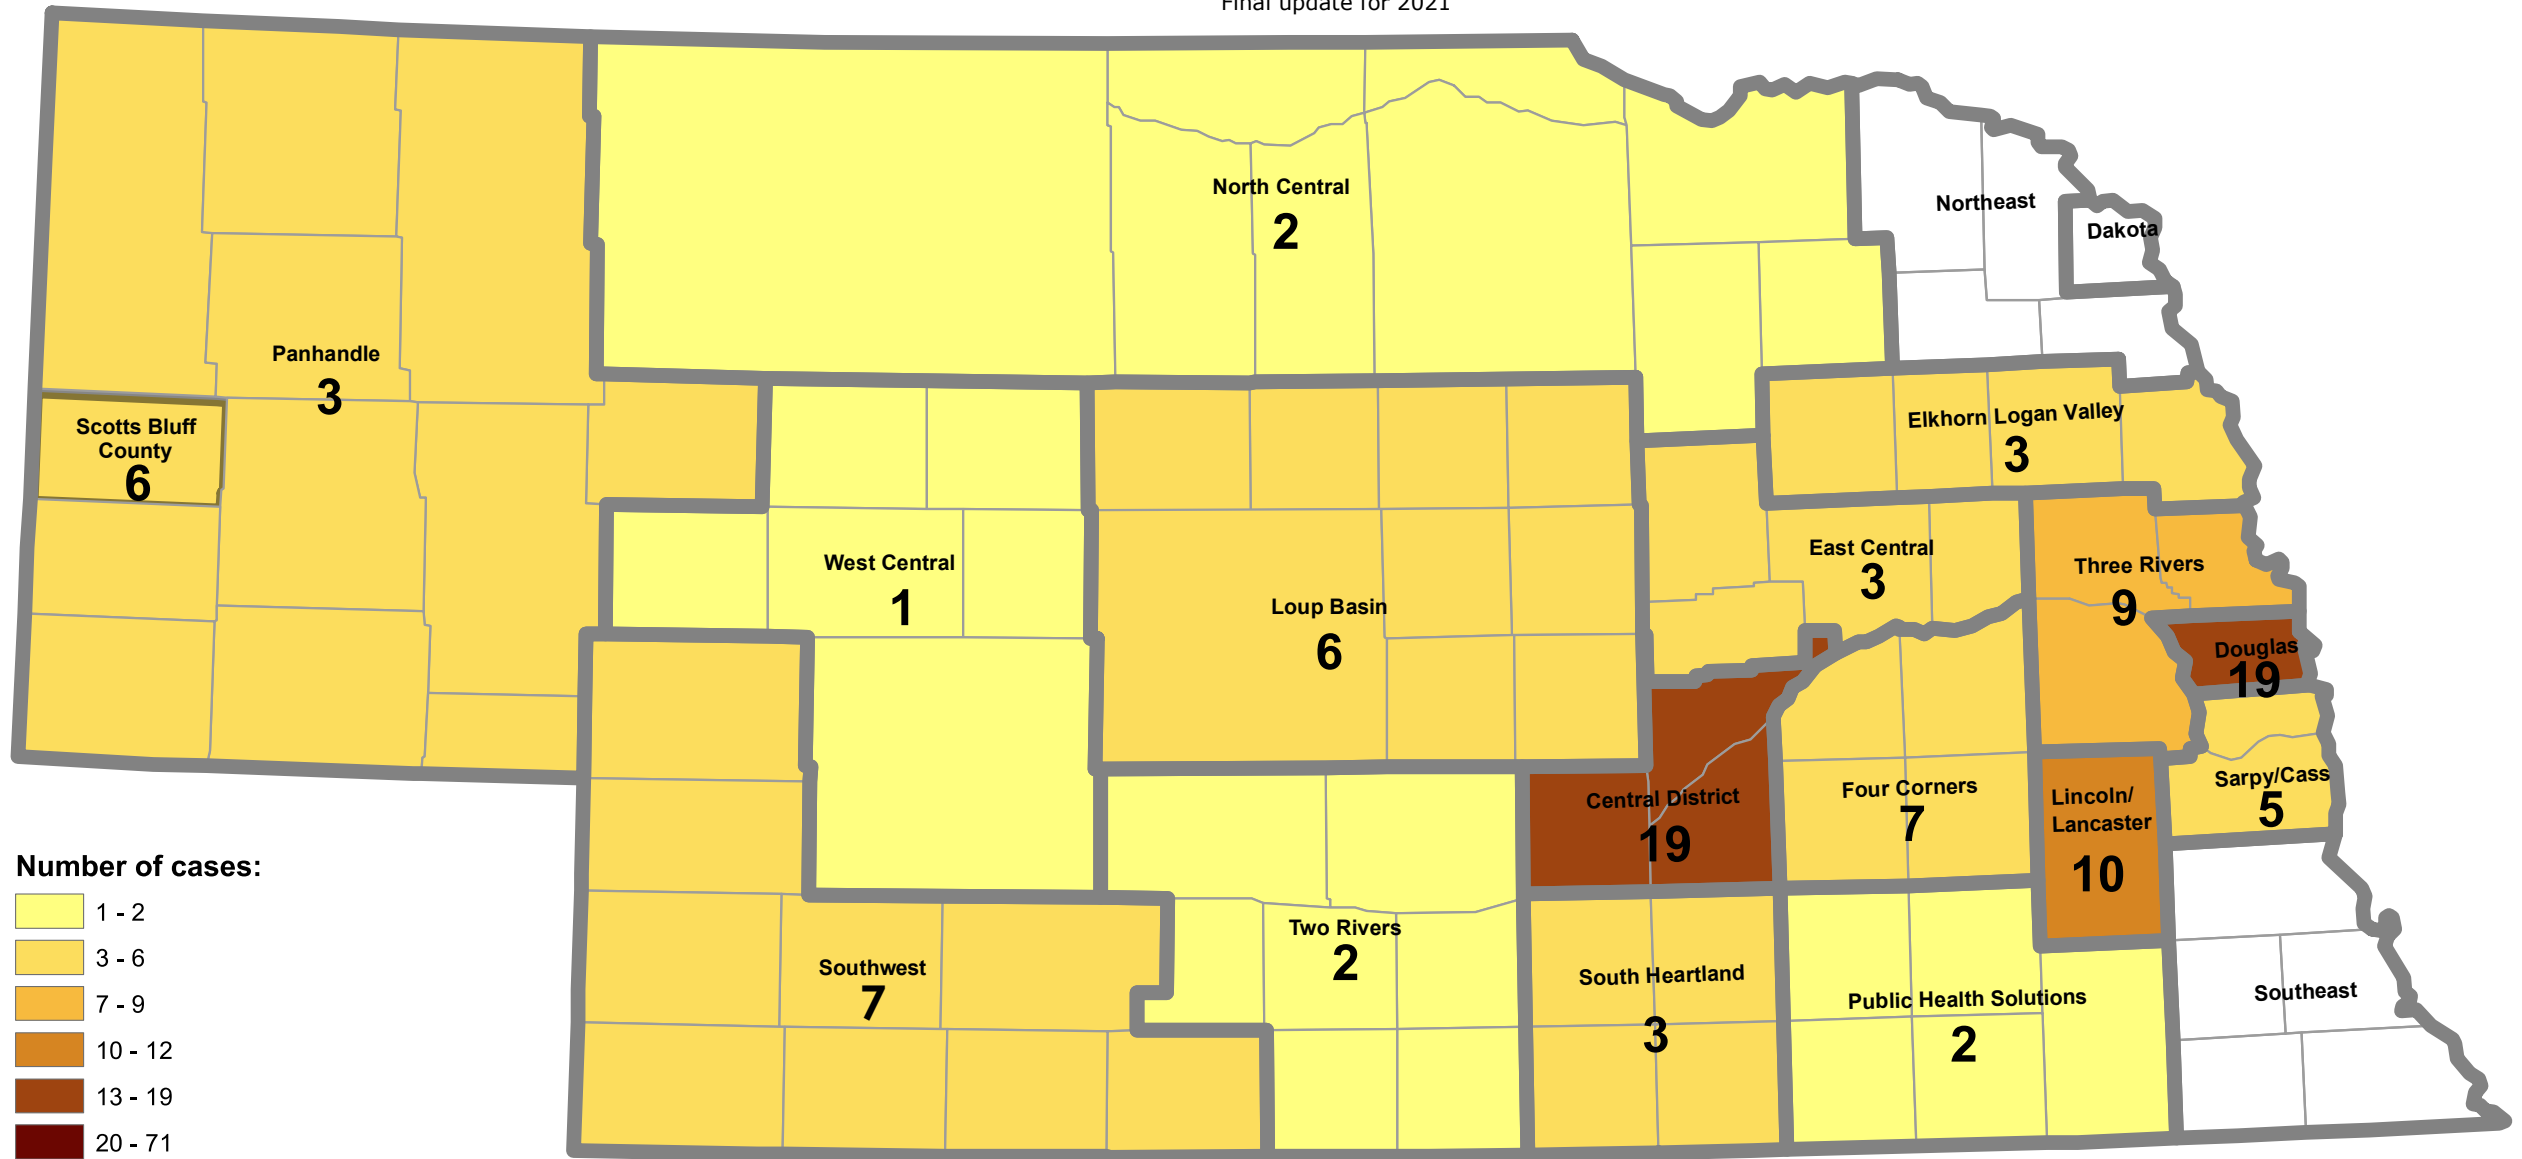 Final update for 2021
North Central
2
Northeast
Dakota
Panhandle
3
Scotts Bluff
County
6
Elkhorn Logan Valley
3
West Central
1
East Central
3
Three Rivers
9
Loup Basin
6
Douglas
19
Sarpy/Cass
5
Central District
19
Four Corners
7
Lincoln/
Lancaster
10
Two Rivers
2
Southwest
7
South Heartland
3
Public Health Solutions
2
Southeast
Number of cases:
1 - 2
3 - 6
7 - 9
10 - 12
13 - 19
20 - 71